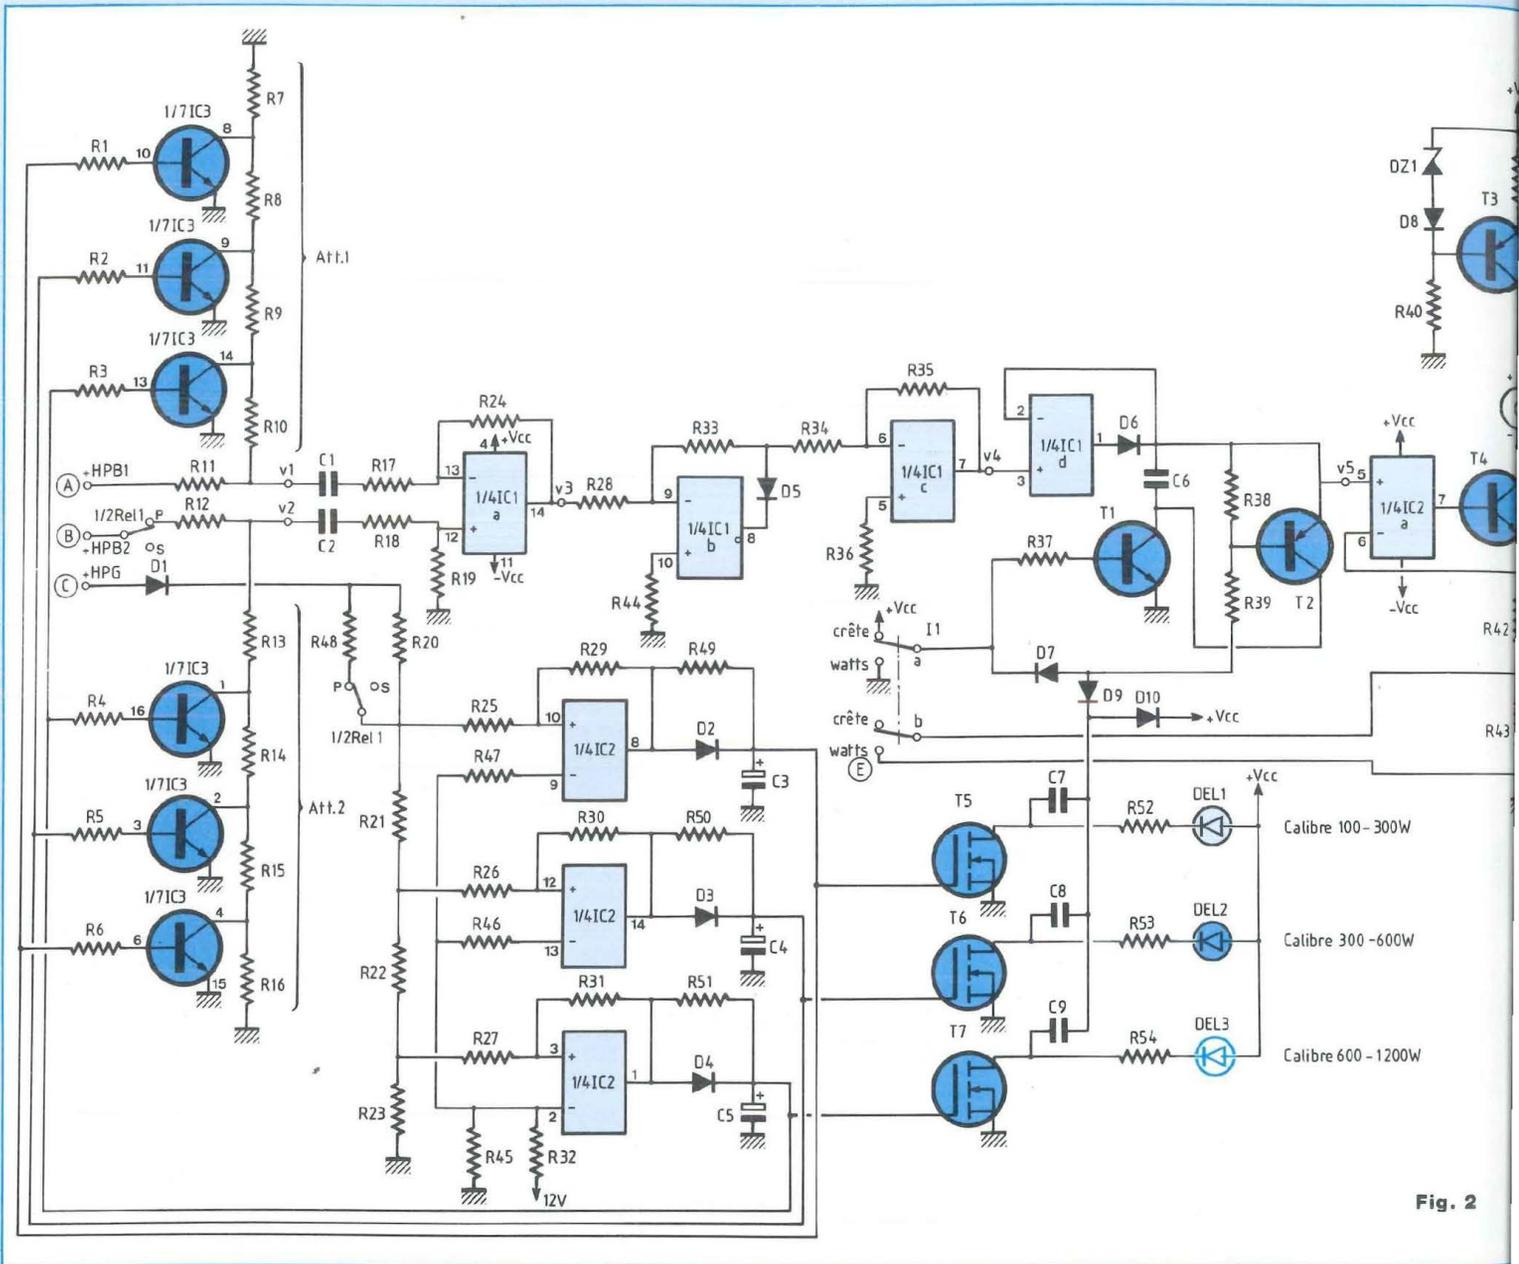 R7
1/7IC3
8
R1
10
R8
1/7IC3
9
R2
11
Att.1
R9
1/7IC3
14
R3
13
R10
A
+HPB1
R11
v1
C1
R17
1/2Rel1
P
R12
v2
C2
R18
B
+HPB2
S
C
+HPG
D1
R24
4
+Vcc
13
1/4IC1
a
14
12
11
-Vcc
R19
v3
R28
R33
9
-
1/4IC1
b
8
+
10
R44
D5
R34
R35
6
-
1/4IC1
c
7
v4
+
5
R36
2
-
1/4IC1
d
1
+
3
D6
C6
R37
T1
R38
R39
T2
v5
5
+
+Vcc
1/4IC2
a
7
-
6
-Vcc
T4
DZ1
D8
R40
T3
R42
R43
+Vcc
crête
I1
watts
a
D7
D9
D10
+Vcc
crête
b
watts
E
R13
R48
R20
P
S
1/2Rel1
1/7IC3
1
R4
16
R14
1/7IC3
2
R5
3
Att.2
R15
1/7IC3
4
R6
6
15
R16
R21
R22
R23
R29
R49
R25
10
+
1/4IC2
8
D2
R47
-
9
+
C3
R30
R50
R26
12
+
1/4IC2
14
D3
R46
-
13
+
C4
R31
R51
R27
3
+
1/4IC2
1
D4
-
2
+
C5
R45
R32
12V
C7
T5
R52
DEL1
+Vcc
Calibre 100-300W
C8
T6
R53
DEL2
Calibre 300-600W
C9
T7
R54
DEL3
Calibre 600-1200W
Fig. 2